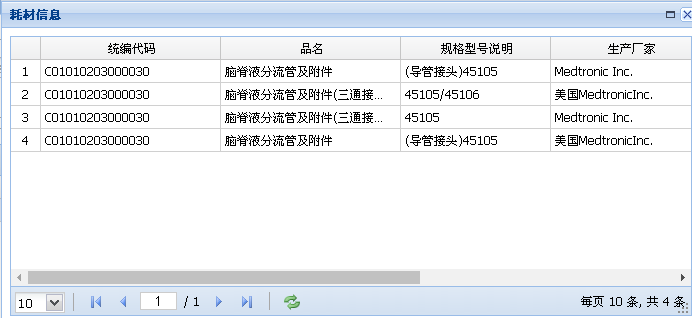 耗材信息
统编代码 品名 规格型号说明 生产厂家
1 C01010203000030 脑脊液分流管及附件 (导管接头)45105 Medtronic Inc.
2 C01010203000030 脑脊液分流管及附件(三通接... 45105/45106 美国MedtronicInc.
3 C01010203000030 脑脊液分流管及附件(三通接... 45105 Medtronic Inc.
4 C01010203000030 脑脊液分流管及附件 (导管接头)45105 美国MedtronicInc.
10 1 / 1 每页 10 条, 共 4 条